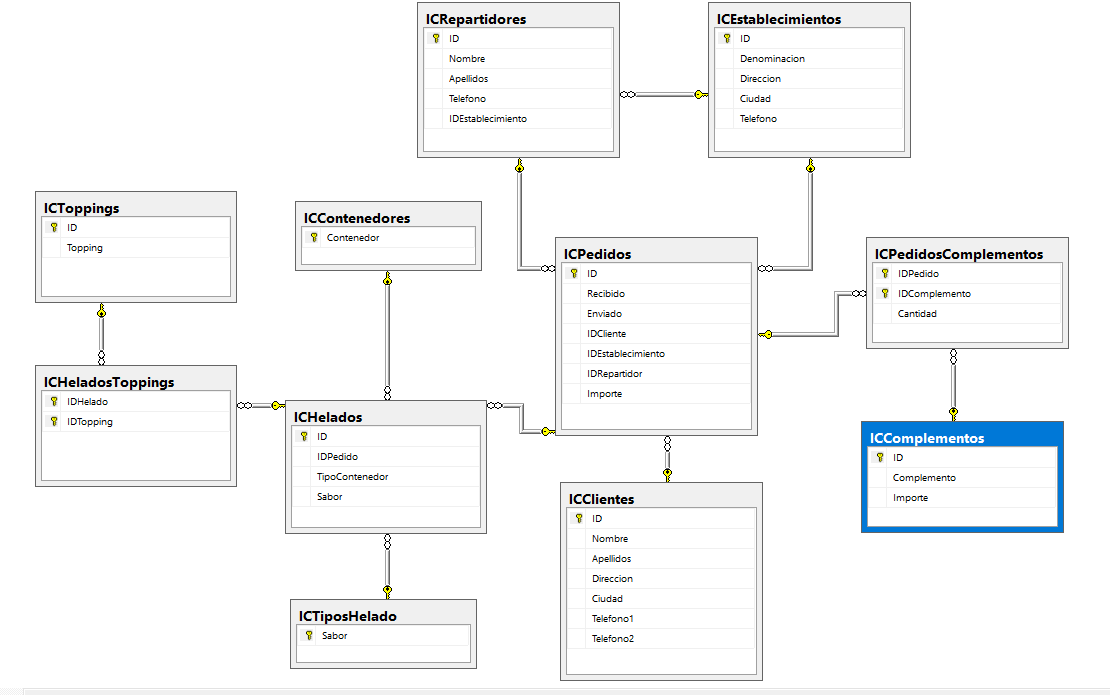 ICRepartidores
ID
Nombre
Apellidos
Telefono
IDEstablecimiento
ICEstablecimientos
ID
Denominacion
Direccion
Ciudad
Telefono
ICToppings
ID
Topping
ICContenedores
Contenedor
ICPedidos
ID
Recibido
Enviado
IDCliente
IDEstablecimiento
IDRepartidor
Importe
ICPedidosComplementos
IDPedido
IDComplemento
Cantidad
ICHeladosToppings
IDHelado
IDTopping
ICHelados
ID
IDPedido
TipoContenedor
Sabor
ICComplementos
ID
Complemento
Importe
ICClientes
ID
Nombre
Apellidos
Direccion
Ciudad
Telefono1
Telefono2
ICTiposHelado
Sabor